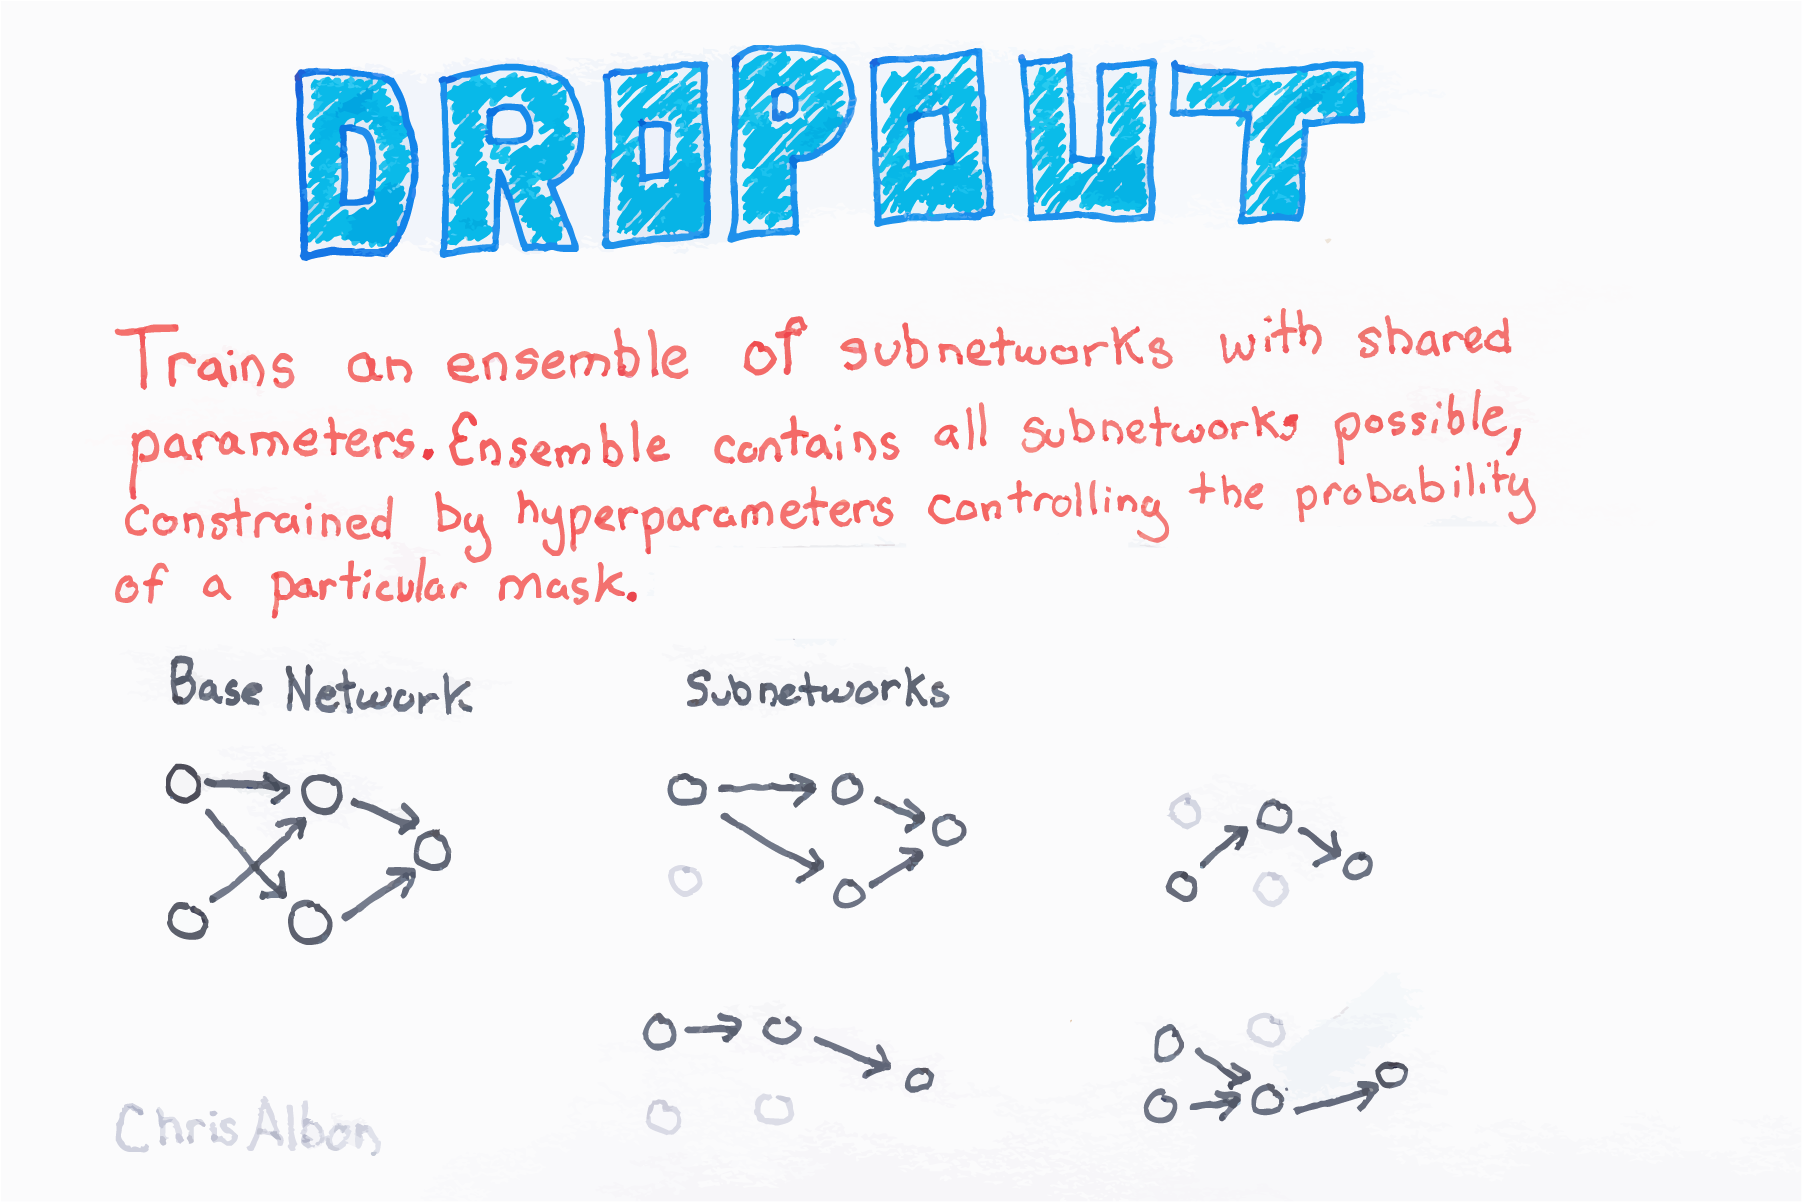 DROPOUT
Trains an ensemble of subnetworks with shared
parameters. Ensemble contains all subnetworks possible,
constrained by hyperparameters controlling the probability
of a particular mask.
Base Network
Subnetworks
Chris Albon